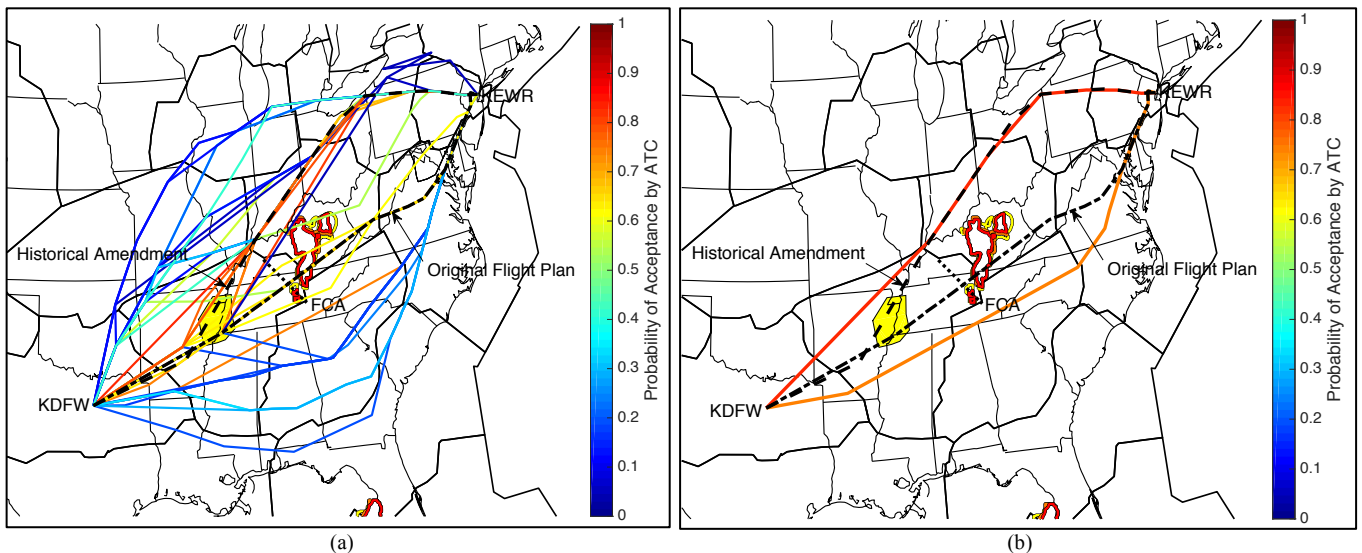 KEWR
Historical Amendment
Original Flight Plan
FCA
KDFW
1
0.9
0.8
0.7
0.6
0.5
0.4
0.3
0.2
0.1
0
Probability of Acceptance by ATC
(a)
KEWR
Historical Amendment
Original Flight Plan
FCA
KDFW
1
0.9
0.8
0.7
0.6
0.5
0.4
0.3
0.2
0.1
0
Probability of Acceptance by ATC
(b)